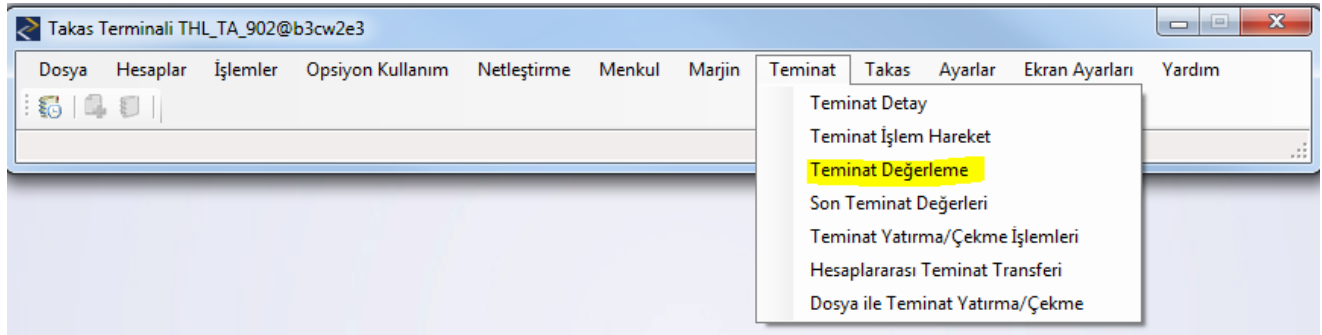 Takas Terminali THL_TA_902@b3cw2e3
Dosya Hesaplar İşlemler Opsiyon Kullanım Netleştirme Menkul Marjin Teminat Takas Ayarlar Ekran Ayarları Yardım
Teminat Detay
Teminat İşlem Hareket
Teminat Değerleme
Son Teminat Değerleri
Teminat Yatırma/Çekme İşlemleri
Hesaplararası Teminat Transferi
Dosya ile Teminat Yatırma/Çekme